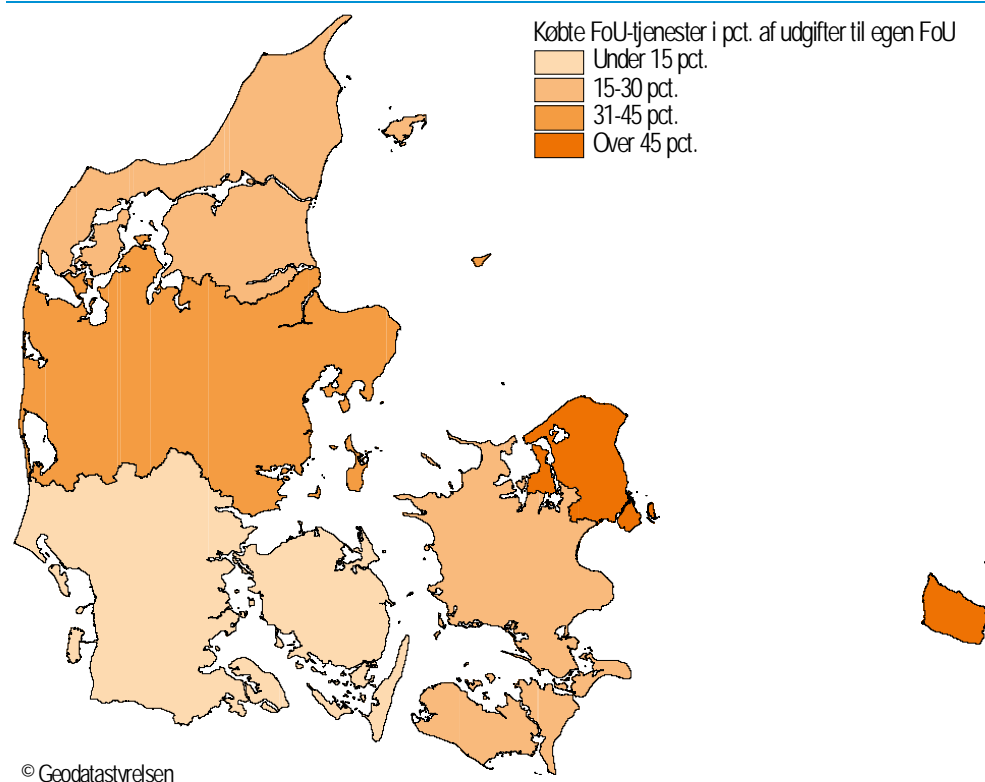 Købte FoU-tjenester i pct. af udgifter til egen FoU
Under 15 pct.
15-30 pct.
31-45 pct.
Over 45 pct.
© Geodatastyrelsen